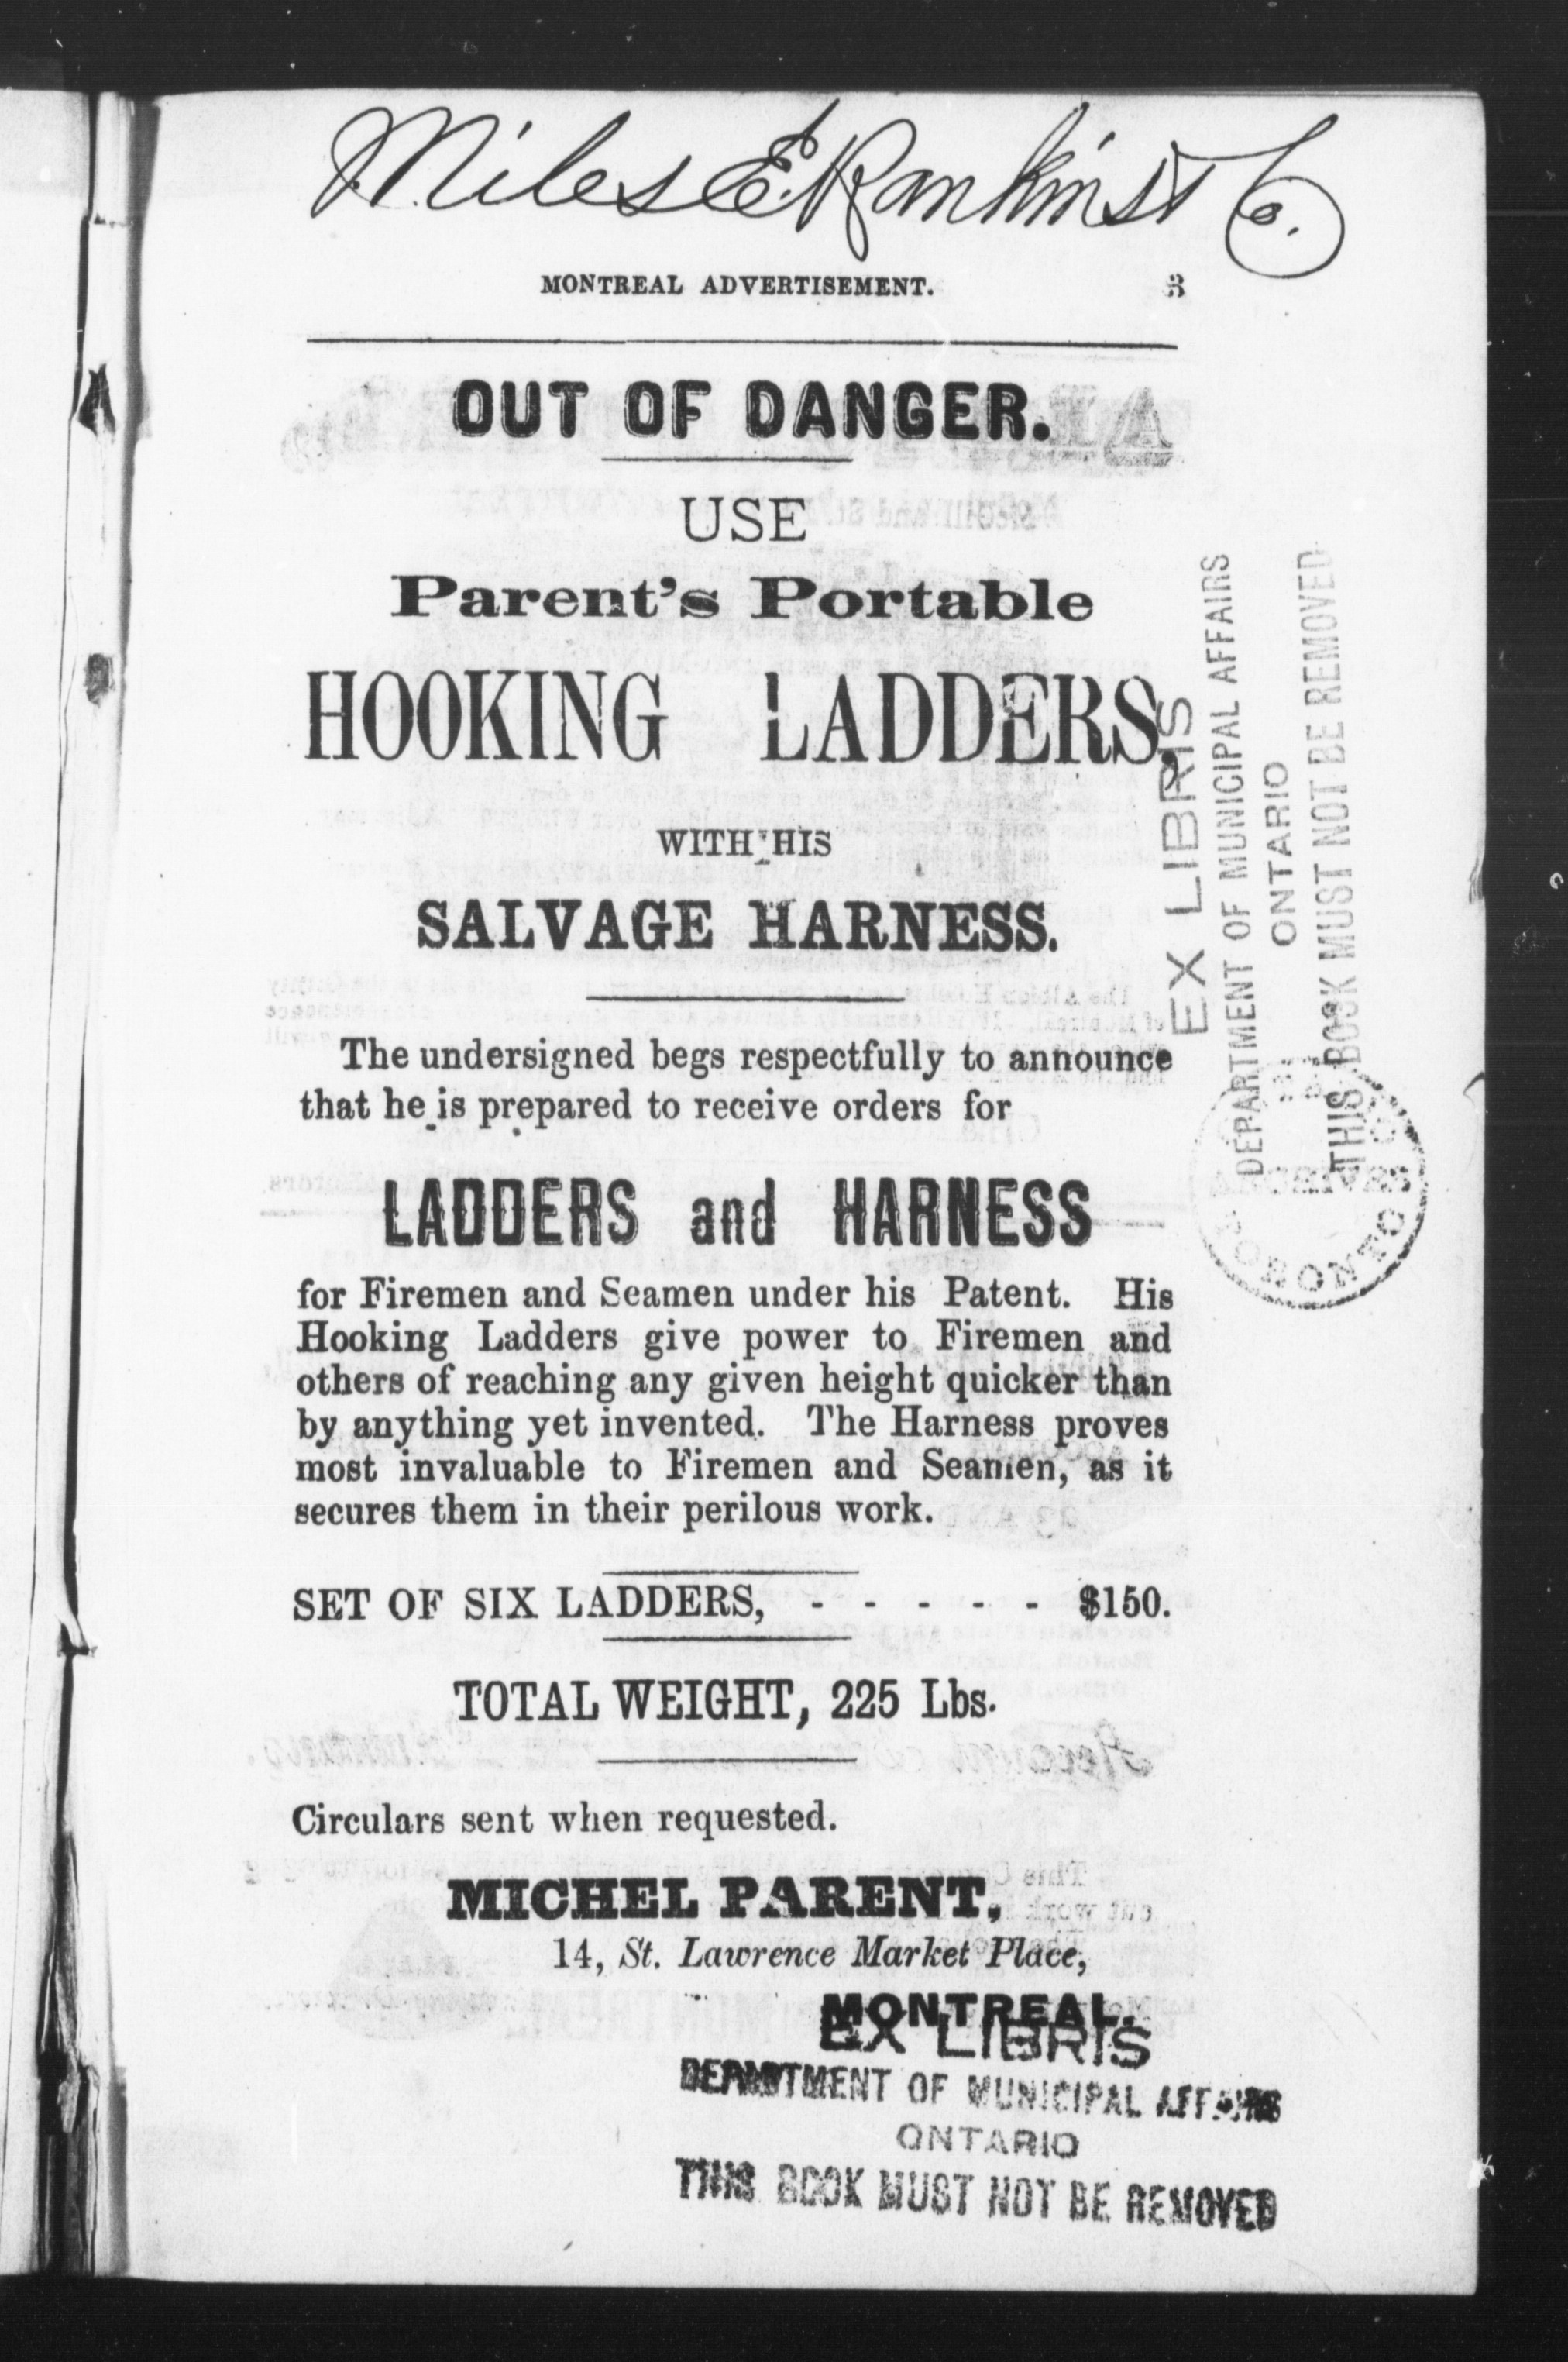 Miles E Rankins
MONTREAL ADVERTISEMENT. 3
OUT OF DANGER.
USE
Parent's Portable
HOOKING LADDERS,
WITH HIS
SALVAGE HARNESS.
The undersigned begs respectfully to announce
that he is prepared to receive orders for
LADDERS and HARNESS
for Firemen and Seamen under his Patent. His
Hooking Ladders give power to Firemen and
others of reaching any given height quicker than
by anything yet invented. The Harness proves
most invaluable to Firemen and Seamen, as it
secures them in their perilous work.
SET OF SIX LADDERS, - - - - - $150.
TOTAL WEIGHT, 225 Lbs.
Circulars sent when requested.
MICHEL PARENT,
14, St. Lawrence Market Place,
MONTREAL.
EX LIBRIS
DEPARTMENT OF MUNICIPAL AFFAIRS
ONTARIO
THIS BOOK MUST NOT BE REMOVED
EX LIBRIS
DEPARTMENT OF MUNICIPAL AFFAIRS
ONTARIO
THIS BOOK MUST NOT BE REMOVED
ARCHIVES
TORONTO